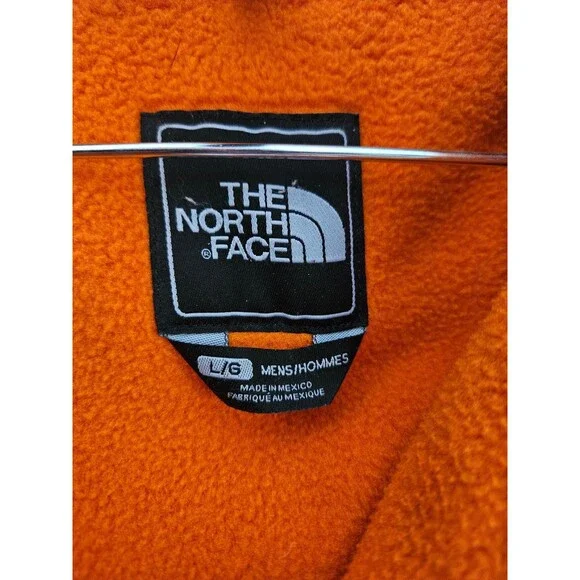 THE
NORTH
FACE®
L/G MENS/HOMMES
MADE IN MEXICO
FABRIQUÉ AU MEXIQUE